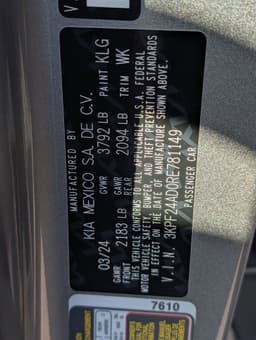 MANUFACTURED BY
KIA MEXICO S.A. DE C.V.
03/24 GVWR 3792 LB PAINT KLG
GAWR FRONT 2183 LB GAWR REAR 2094 LB TRIM WK
THIS VEHICLE CONFORMS TO ALL APPLICABLE U.S.A. FEDERAL
MOTOR VEHICLE SAFETY, BUMPER, AND THEFT PREVENTION STANDARDS
IN EFFECT ON THE DATE OF MANUFACTURE SHOWN ABOVE.
V.I.N. 3KPF24AD0RE781149
PASSENGER CAR
7610